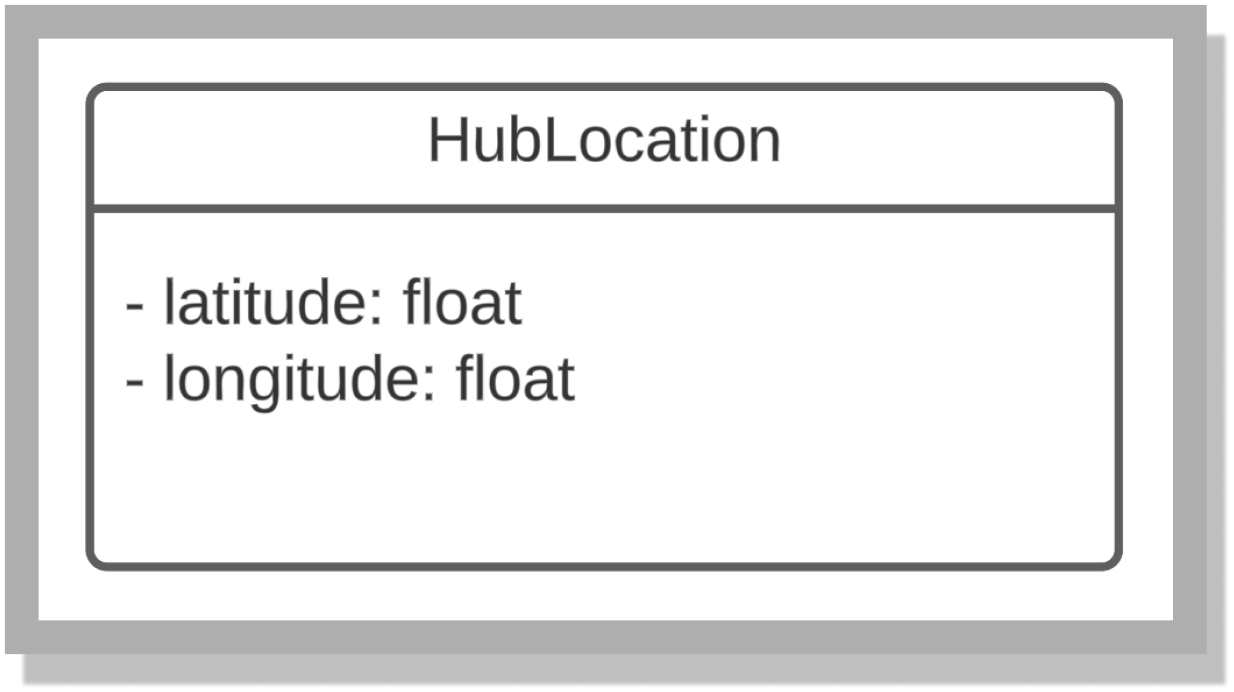 HubLocation
- latitude: float
- longitude: float